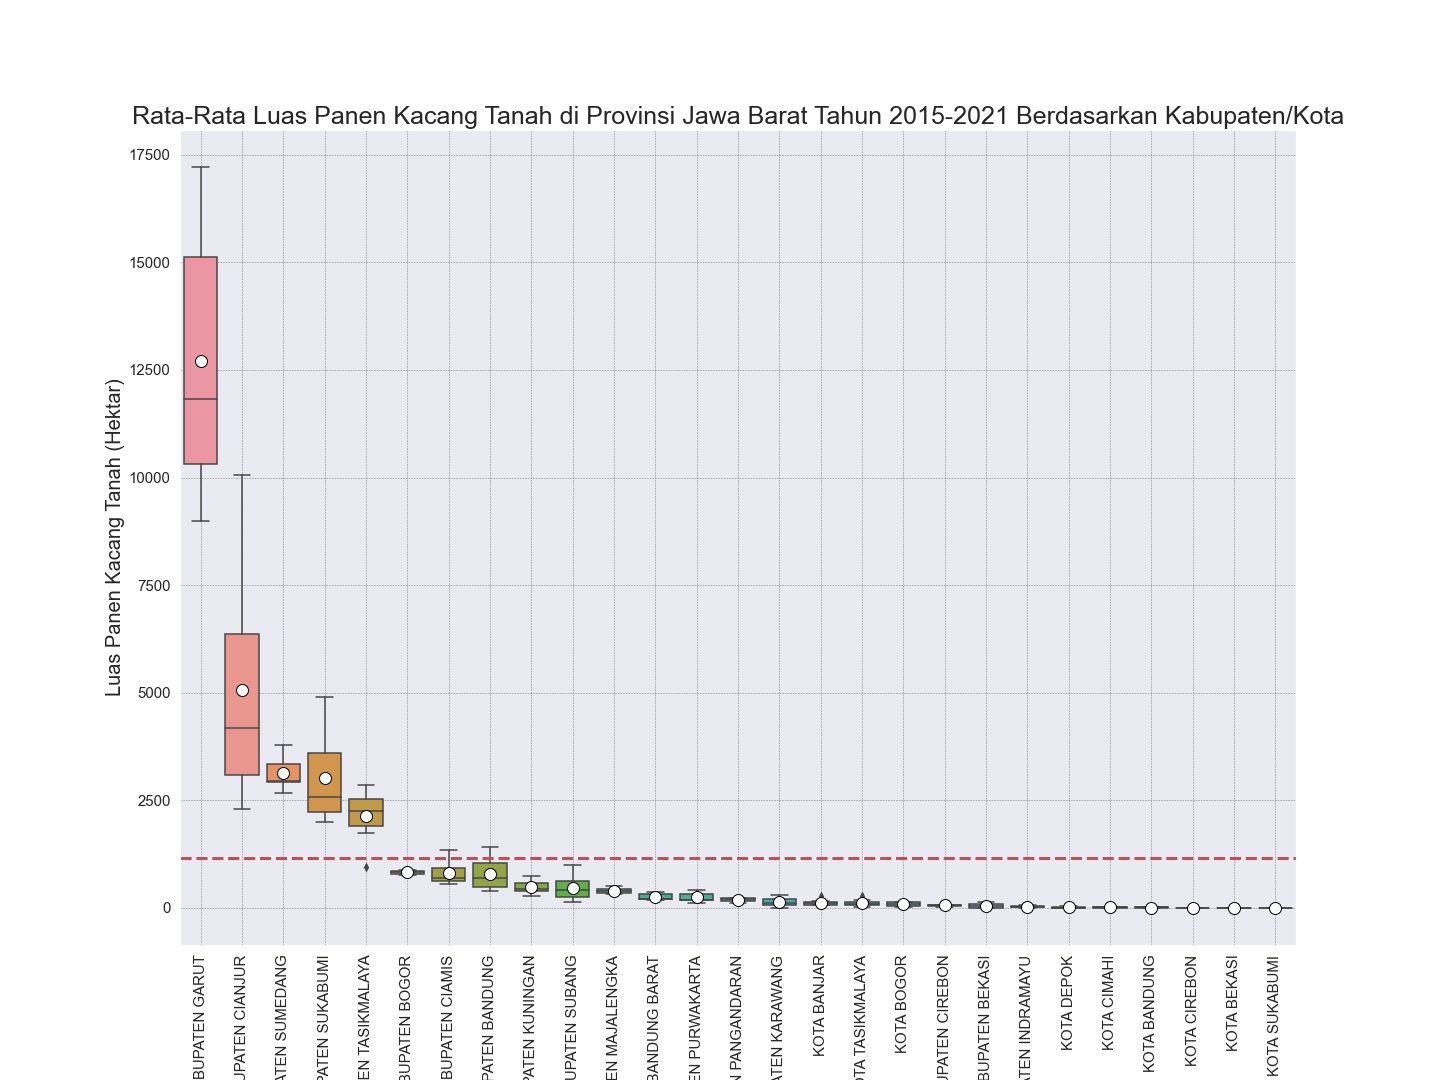 Rata-Rata Luas Panen Kacang Tanah di Provinsi Jawa Barat Tahun 2015-2021 Berdasarkan Kabupaten/Kota
Luas Panen Kacang Tanah (Hektar)
17500
15000
12500
10000
7500
5000
2500
0
BUPATEN GARUT
UPATEN CIANJUR
ATEN SUMEDANG
PATEN SUKABUMI
EN TASIKMALAYA
BUPATEN BOGOR
BUPATEN CIAMIS
PATEN BANDUNG
PATEN KUNINGAN
UPATEN SUBANG
EN MAJALENGKA
BANDUNG BARAT
EN PURWAKARTA
N PANGANDARAN
ATEN KARAWANG
KOTA BANJAR
OTA TASIKMALAYA
KOTA BOGOR
UPATEN CIREBON
BUPATEN BEKASI
ATEN INDRAMAYU
KOTA DEPOK
KOTA CIMAHI
KOTA BANDUNG
KOTA CIREBON
KOTA BEKASI
KOTA SUKABUMI